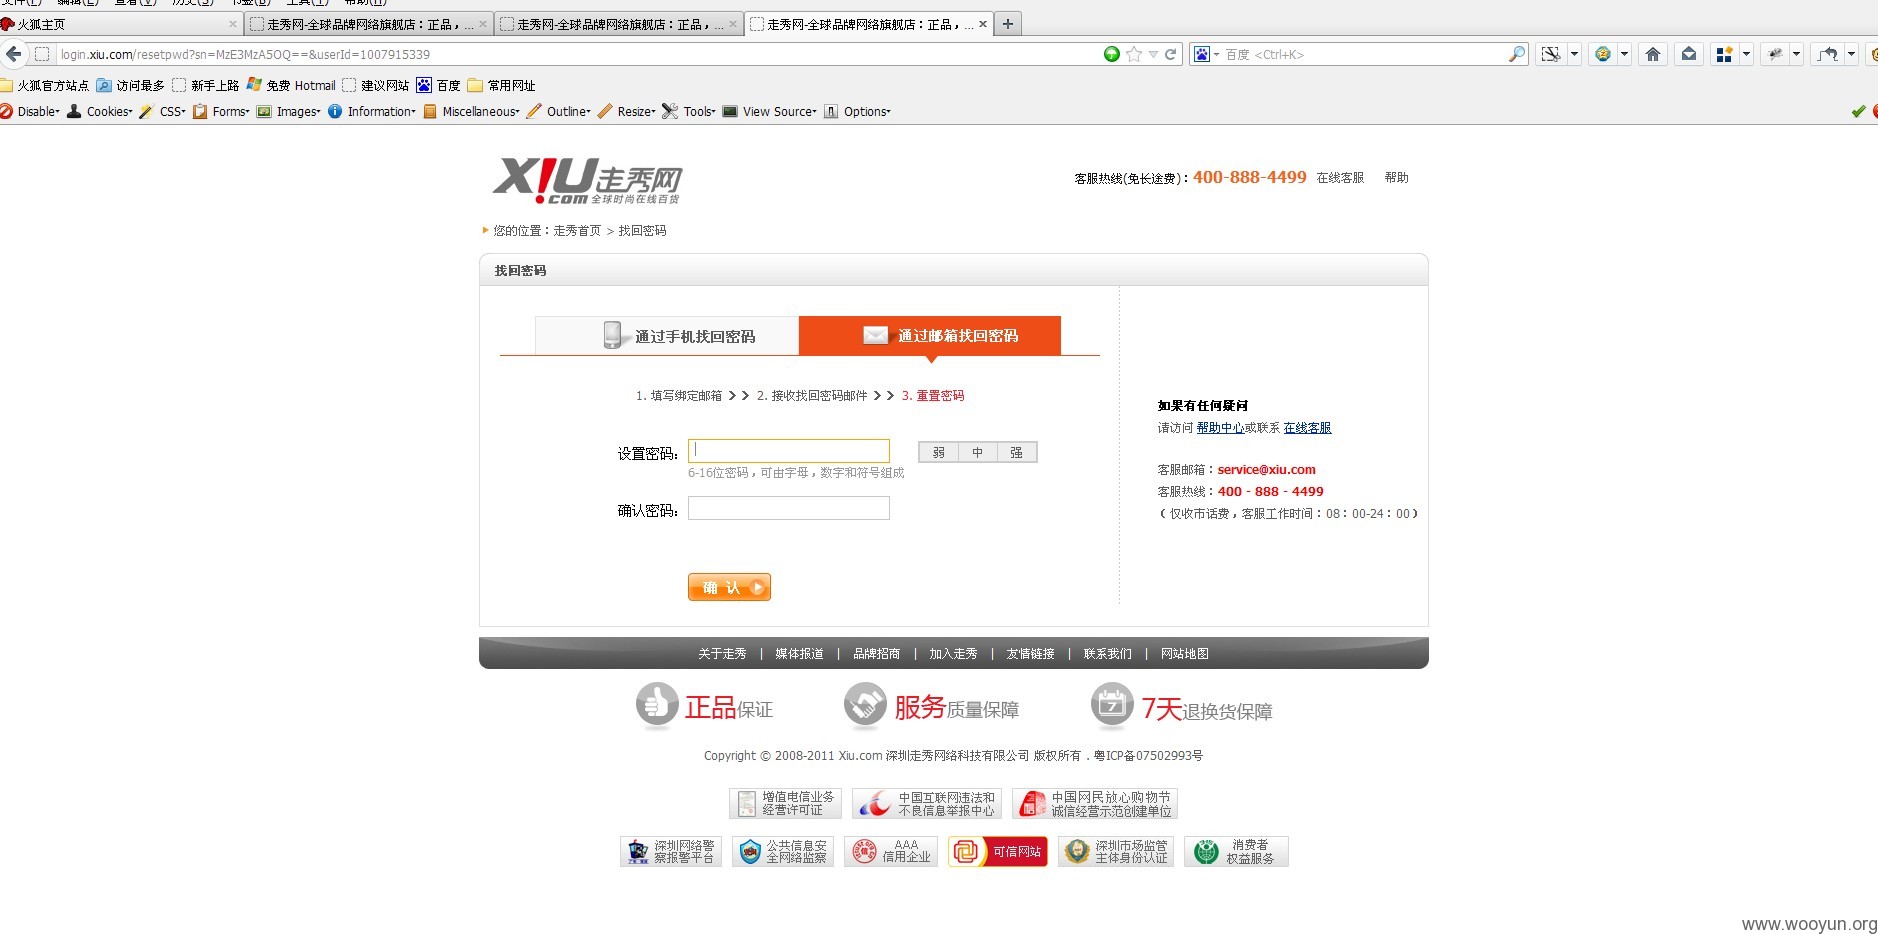 文件(F) 编辑(E) 查看(V) 历史(S) 书签(B) 工具(T) 帮助(H)
火狐主页 × 走秀网-全球品牌网络旗舰店：正品，... × 走秀网-全球品牌网络旗舰店：正品，... × 走秀网-全球品牌网络旗舰店：正品，... × +
login.xiu.com/resetpwd?sn=MzE3MzA5OQ==&userId=1007915339 百度 <Ctrl+K>
火狐官方站点 访问最多 新手上路 免费 Hotmail 建议网站 百度 常用网址
Disable Cookies CSS Forms Images Information Miscellaneous Outline Resize Tools View Source Options
X!U.com 走秀网
全球时尚在线百货
客服热线(免长途费)：400-888-4499 在线客服 帮助
您的位置：走秀首页 > 找回密码
找回密码
通过手机找回密码 通过邮箱找回密码
1. 填写绑定邮箱 >> 2. 接收找回密码邮件 >> 3. 重置密码
设置密码： 弱 中 强
6-16位密码，可由字母，数字和符号组成
确认密码：
确 认
如果有任何疑问
请访问 帮助中心或联系 在线客服
客服邮箱：service@xiu.com
客服热线：400 - 888 - 4499
（仅收市话费，客服工作时间：08：00-24：00）
关于走秀 | 媒体报道 | 品牌招商 | 加入走秀 | 友情链接 | 联系我们 | 网站地图
正品保证 服务质量保障 7 7天退换货保障
Copyright © 2008-2011 Xiu.com 深圳走秀网络科技有限公司 版权所有．粤ICP备07502993号
增值电信业务
经营许可证
中国互联网违法和
不良信息举报中心
中国网民放心购物节
诚信经营示范创建单位
深圳网络警
察报警平台
公共信息安
全网络监察
AAA
信用企业
可信网站
深圳市场监管
主体身份认证
消费者
权益服务
www.wooyun.org